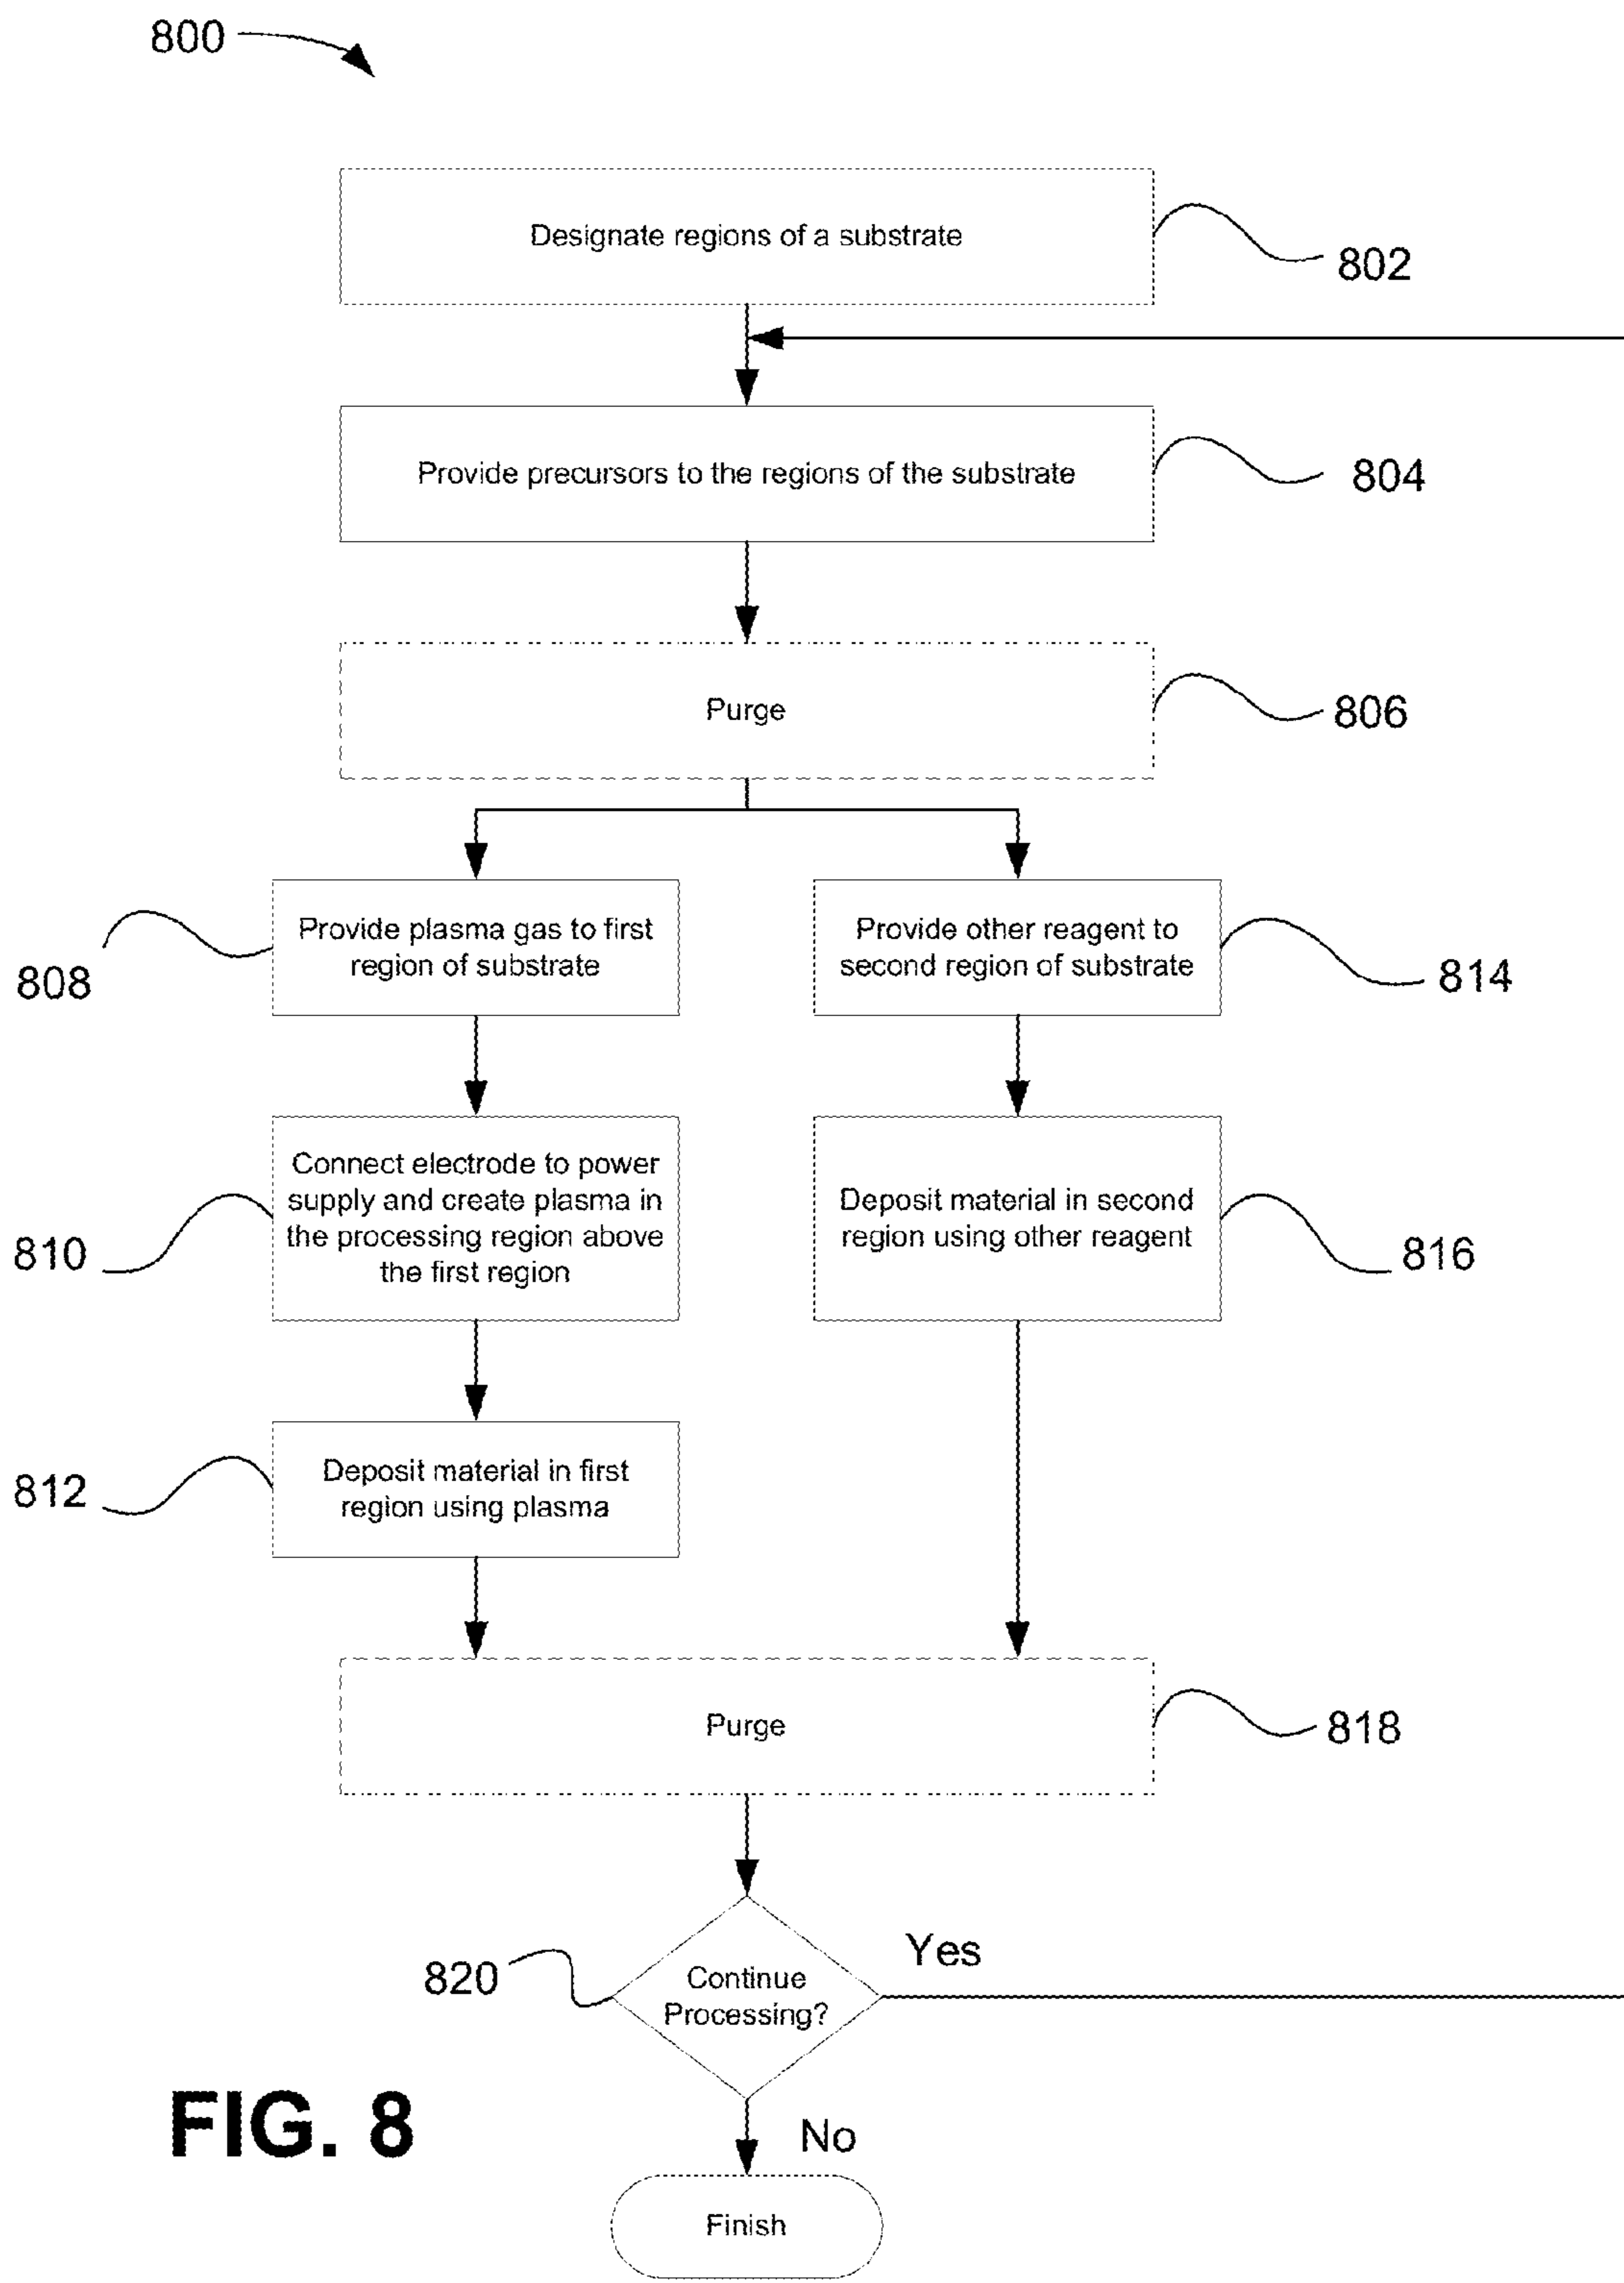 800
Designate regions of a substrate
802
Provide precursors to the regions of the substrate
804
Purge
806
Provide plasma gas to first
region of substrate
808
Provide other reagent to
second region of substrate
814
Connect electrode to power
supply and create plasma in
the processing region above
the first region
810
Deposit material in second
region using other reagent
816
Deposit material in first
region using plasma
812
Purge
818
Continue
Processing?
820
Yes
No
Finish
FIG. 8